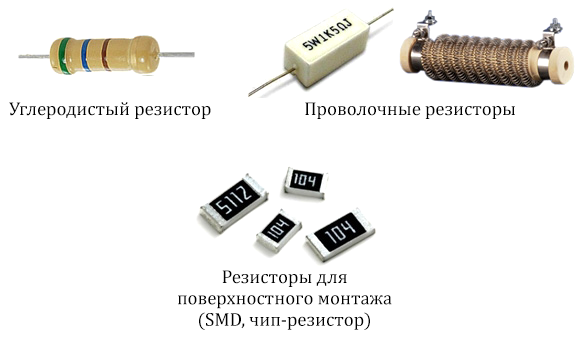 5W1K5ΩJ
Углеродистый резистор
Проволочные резисторы
5112
104
104
104
Резисторы для
поверхностного монтажа
(SMD, чип-резистор)